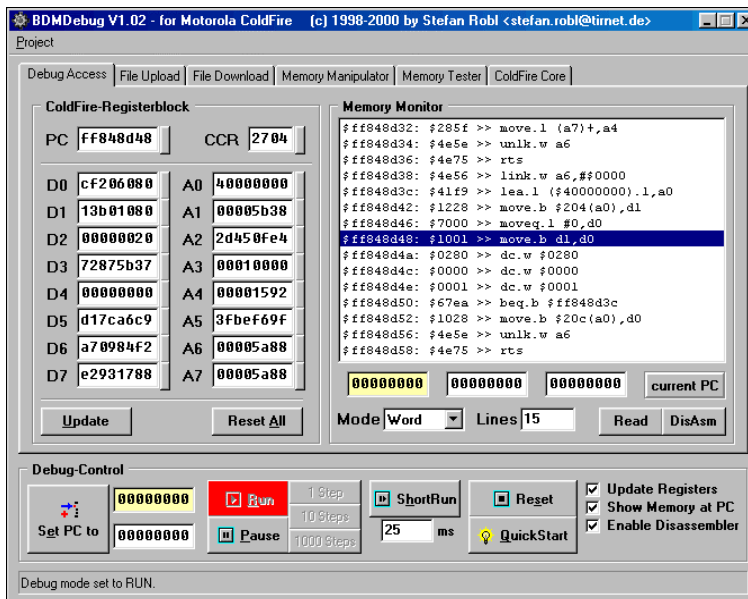 BDMDebug V1.02 - for Motorola ColdFire (c) 1998-2000 by Stefan Robl <stefan.robl@tirnet.de>
Project
Debug Access File Upload File Download Memory Manipulator Memory Tester ColdFire Core
ColdFire-Registerblock
PC ff848d48 CCR 2704
D0 cf206080 A0 40000000
D1 13b01080 A1 00005b38
D2 00000020 A2 2d450fe4
D3 72875b37 A3 00010000
D4 00000000 A4 00001592
D5 d17ca6c9 A5 3fbef69f
D6 a70984f2 A6 00005a88
D7 e2931788 A7 00005a88
Update Reset All
Memory Monitor
$ff848d32: $285f >> move.l (a7)+,a4
$ff848d34: $4e5e >> unlk.w a6
$ff848d36: $4e75 >> rts
$ff848d38: $4e56 >> link.w a6,#$0000
$ff848d3c: $41f9 >> lea.l ($40000000).l,a0
$ff848d42: $1228 >> move.b $204(a0),d1
$ff848d46: $7000 >> moveq.l #0,d0
$ff848d48: $1001 >> move.b d1,d0
$ff848d4a: $0280 >> dc.w $0280
$ff848d4c: $0000 >> dc.w $0000
$ff848d4e: $0001 >> dc.w $0001
$ff848d50: $67ea >> beq.b $ff848d3c
$ff848d52: $1028 >> move.b $20c(a0),d0
$ff848d56: $4e5e >> unlk.w a6
$ff848d58: $4e75 >> rts
00000000 00000000 00000000 current PC
Mode Word Lines 15 Read DisAsm
Debug-Control
Set PC to 00000000 00000000
Run Pause
1 Step
10 Steps
1000 Steps
ShortRun
25 ms
Reset
QuickStart
Update Registers
Show Memory at PC
Enable Disassembler
Debug mode set to RUN.